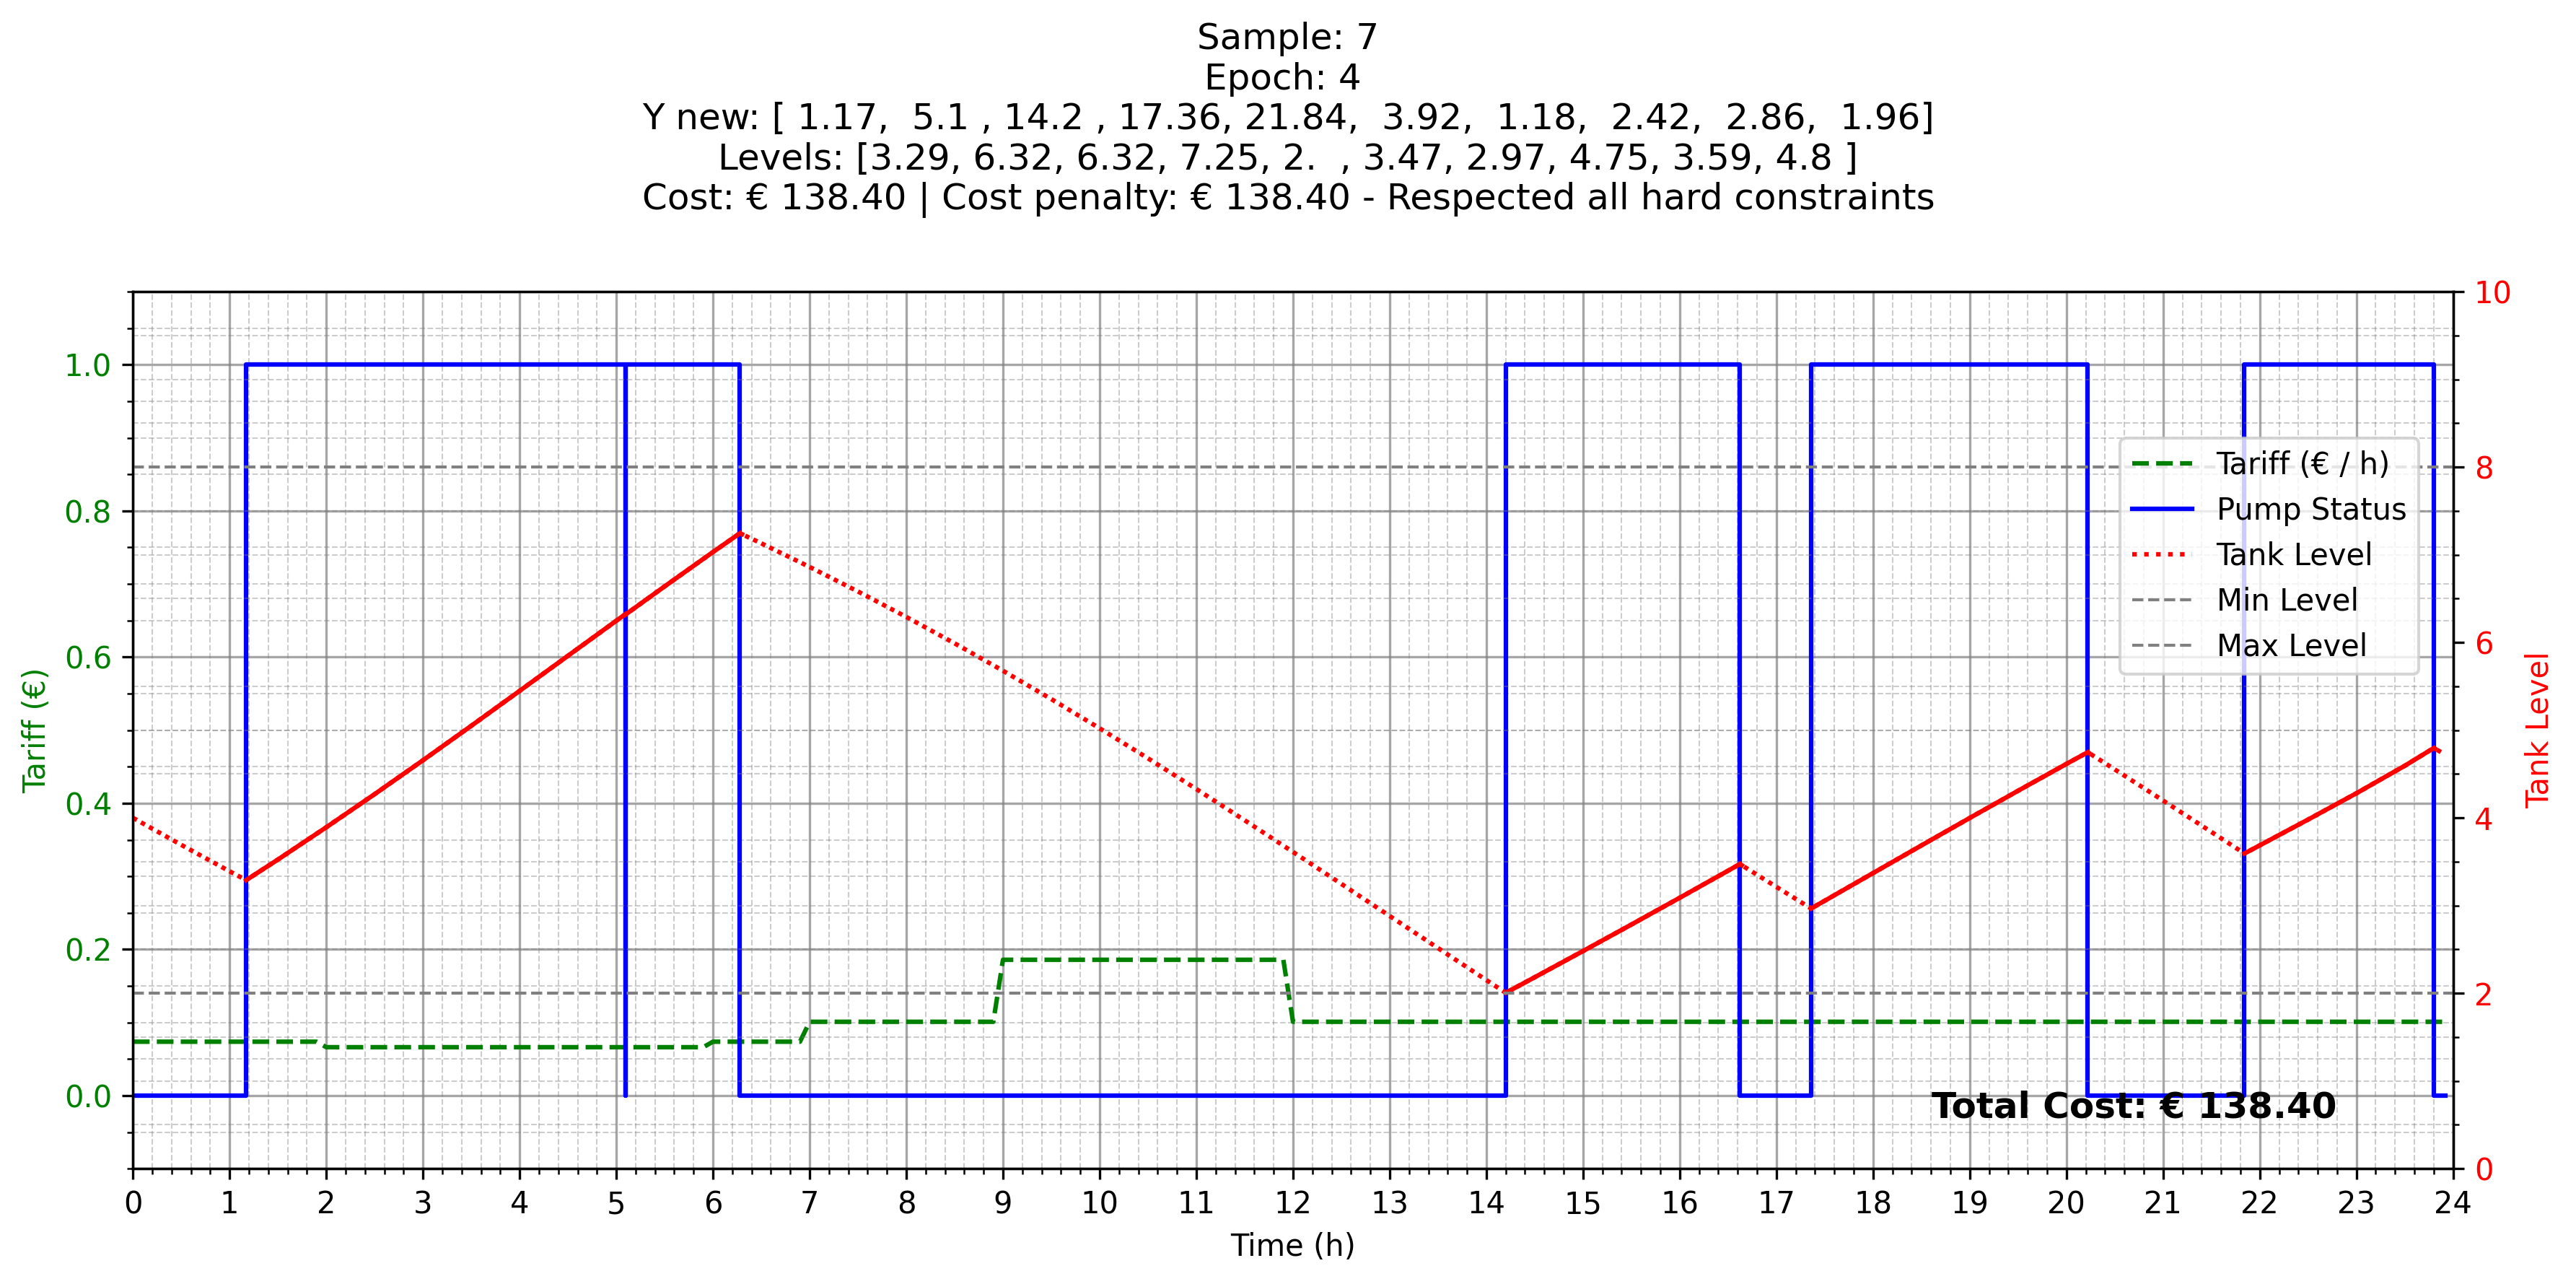 Sample: 7
Epoch: 4
Y new: [ 1.17,  5.1 , 14.2 , 17.36, 21.84,  3.92,  1.18,  2.42,  2.86,  1.96]
Levels: [3.29, 6.32, 6.32, 7.25, 2.  , 3.47, 2.97, 4.75, 3.59, 4.8 ]
Cost: € 138.40 | Cost penalty: € 138.40 - Respected all hard constraints
1.0
0.8
0.6
0.4
0.2
0.0
Tariff (€)
10
8
6
4
2
0
Tank Level
Tariff (€ / h)
Pump Status
Tank Level
Min Level
Max Level
Total Cost: € 138.40
0 1 2 3 4 5 6 7 8 9 10 11 12 13 14 15 16 17 18 19 20 21 22 23 24
Time (h)